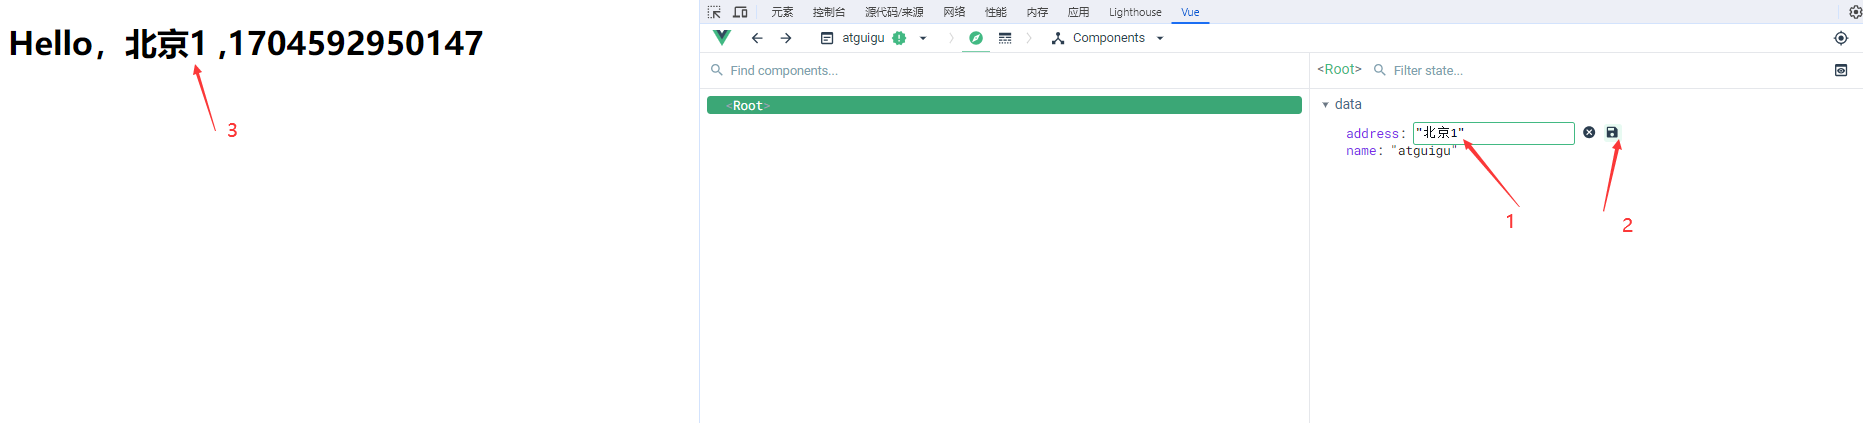 Hello，北京1 ,1704592950147
3
元素 控制台 源代码/来源 网络 性能 内存 应用 Lighthouse Vue
atguigu Components
Find components...
<Root>
<Root> Filter state...
data
address: "北京1"
name: "atguigu"
1
2